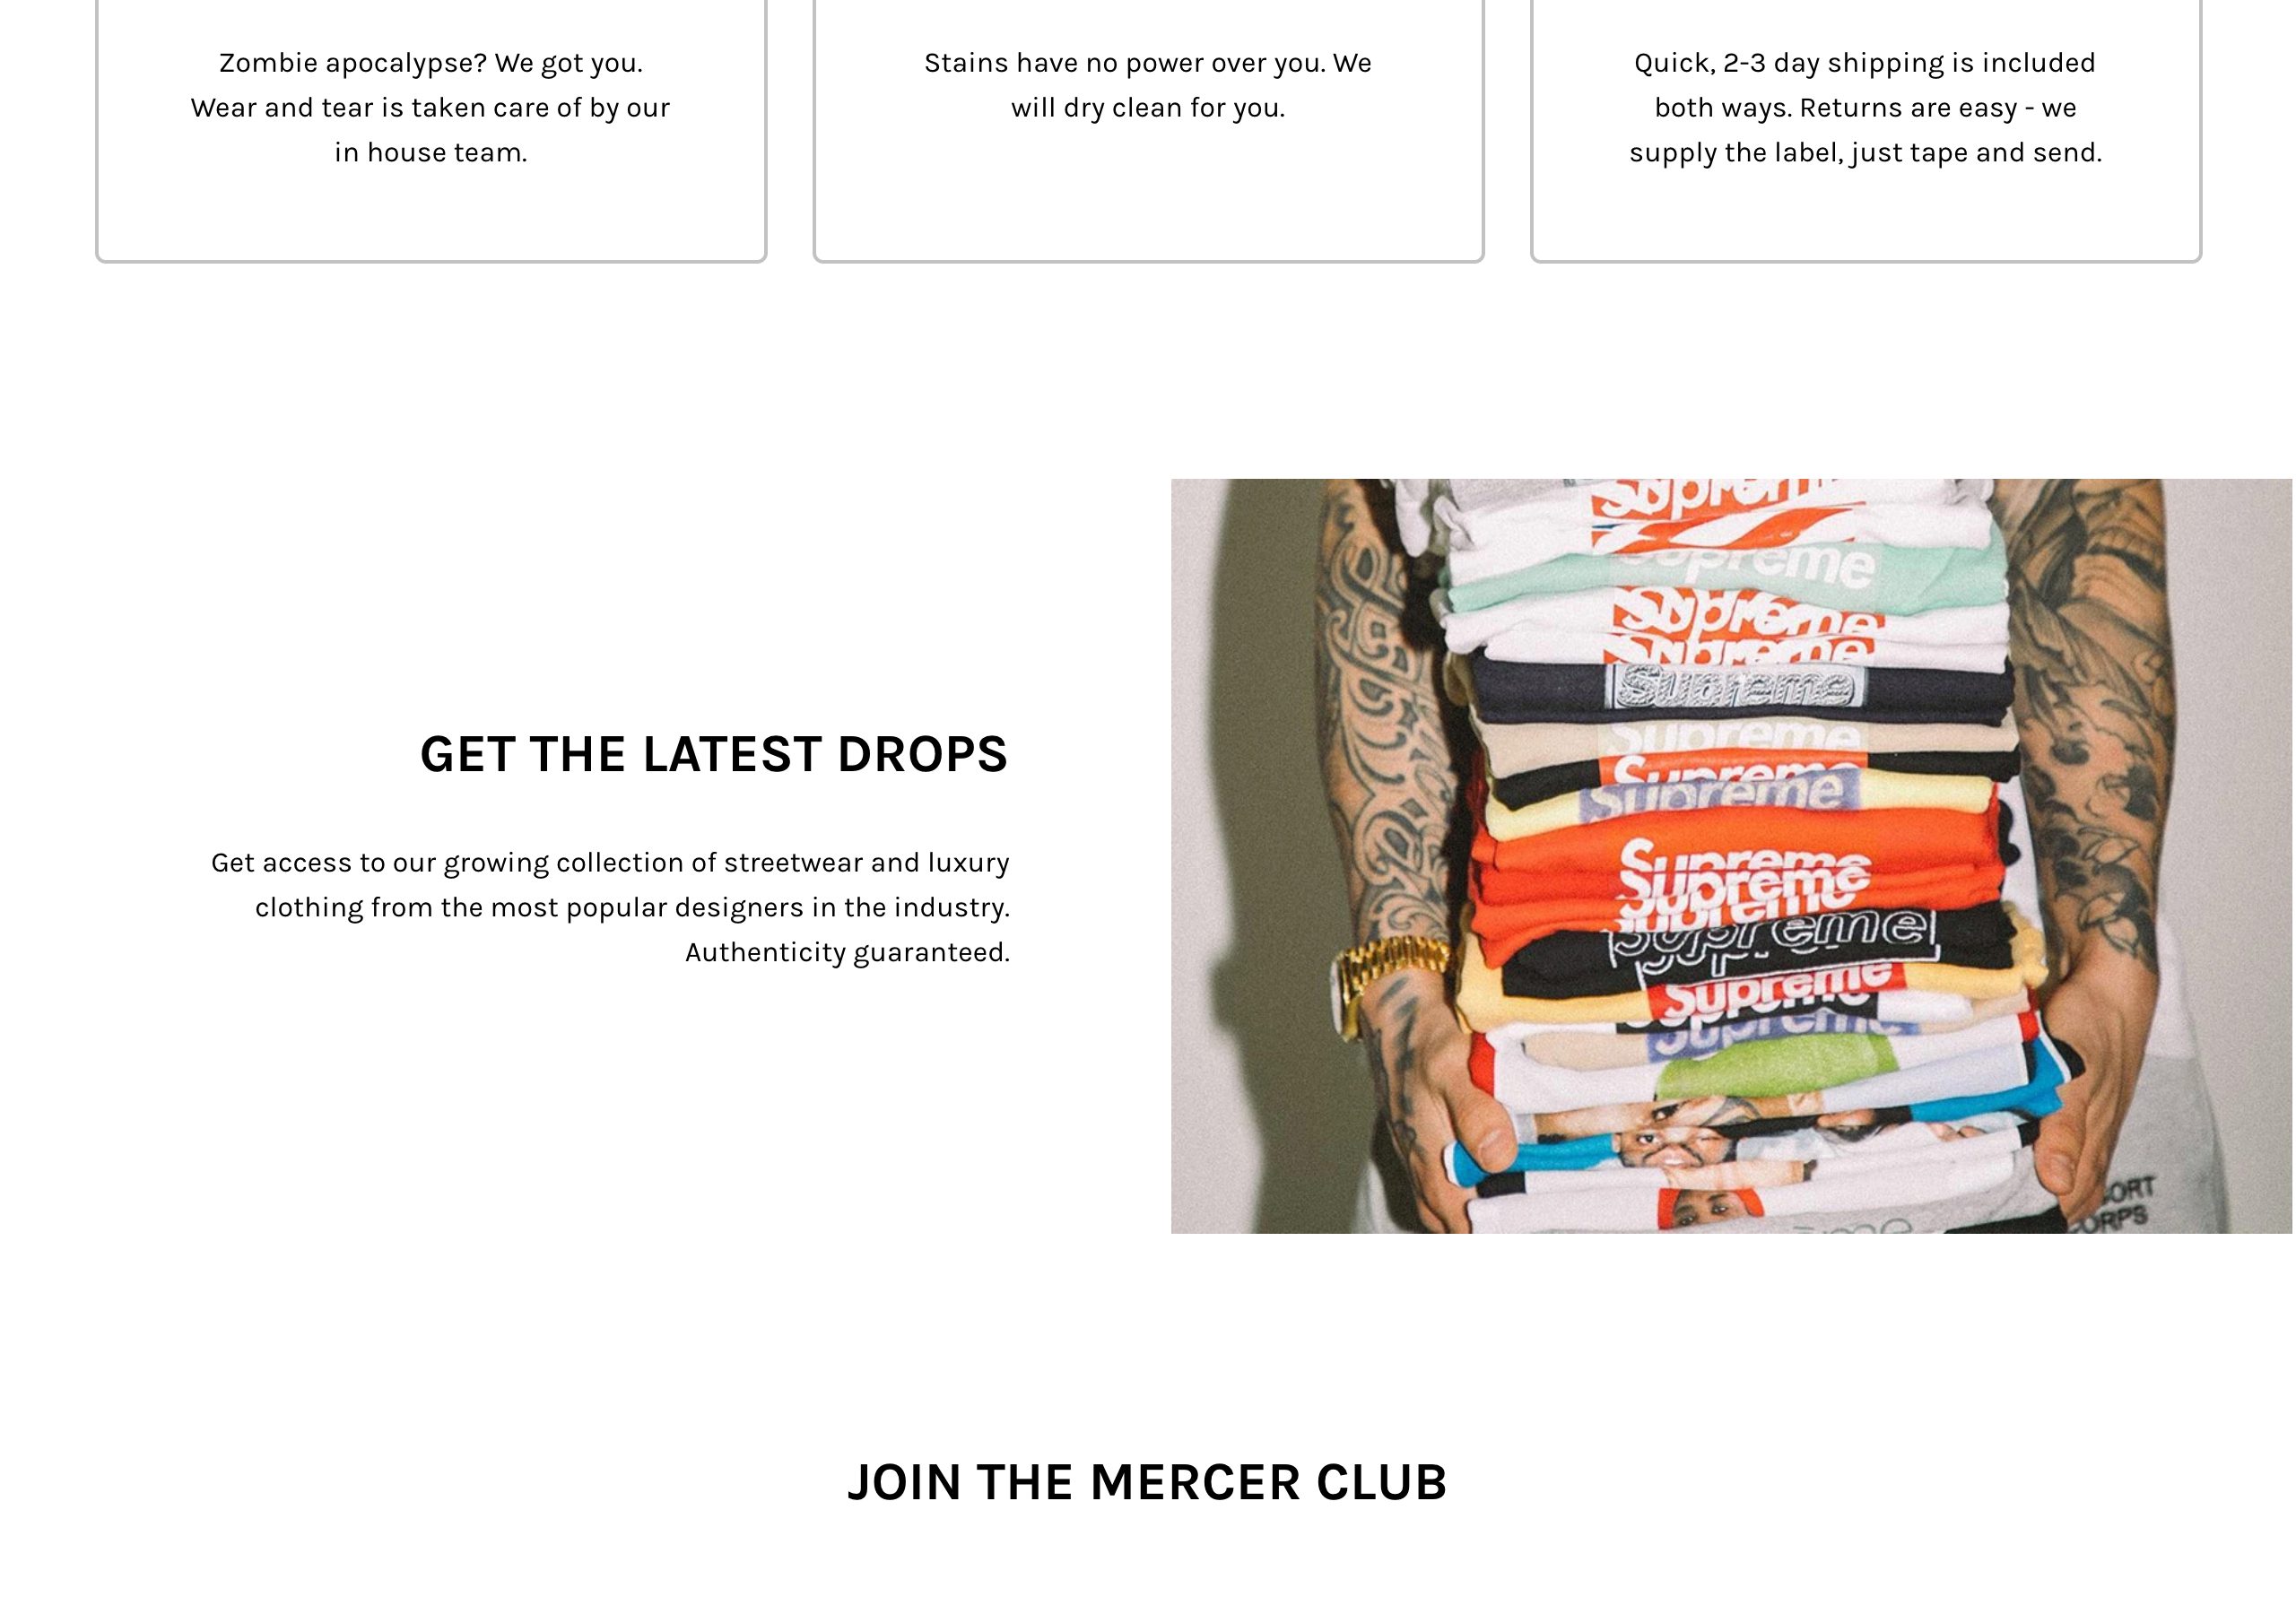 Zombie apocalypse? We got you.
Wear and tear is taken care of by our
in house team.
Stains have no power over you. We
will dry clean for you.
Quick, 2-3 day shipping is included
both ways. Returns are easy - we
supply the label, just tape and send.
GET THE LATEST DROPS
Get access to our growing collection of streetwear and luxury
clothing from the most popular designers in the industry.
Authenticity guaranteed.
Supreme
Supreme
Supreme
Supreme
Supreme
Supreme
Supreme
Supreme
Supreme
Supreme
Supreme
Supreme
Supreme
Supreme
JOIN THE MERCER CLUB